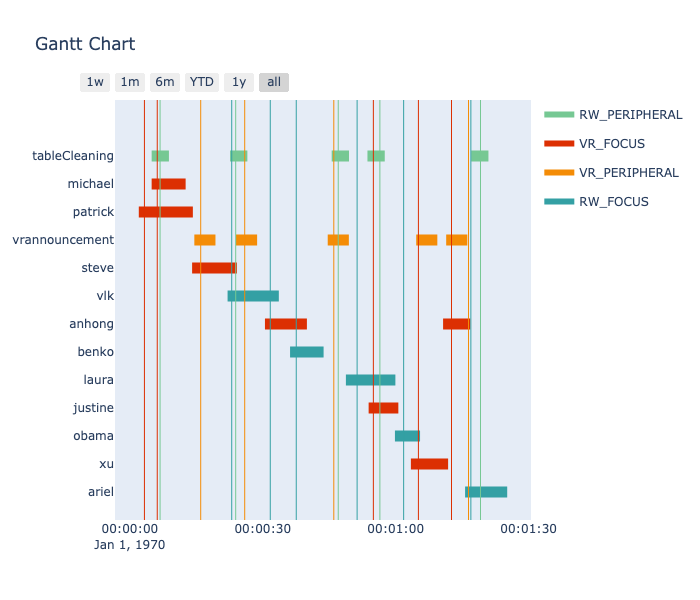 Gantt Chart
1w 1m 6m YTD 1y all
RW_PERIPHERAL
VR_FOCUS
VR_PERIPHERAL
RW_FOCUS
tableCleaning
michael
patrick
vrannouncement
steve
vlk
anhong
benko
laura
justine
obama
xu
ariel
00:00:00 00:00:30 00:01:00 00:01:30
Jan 1, 1970